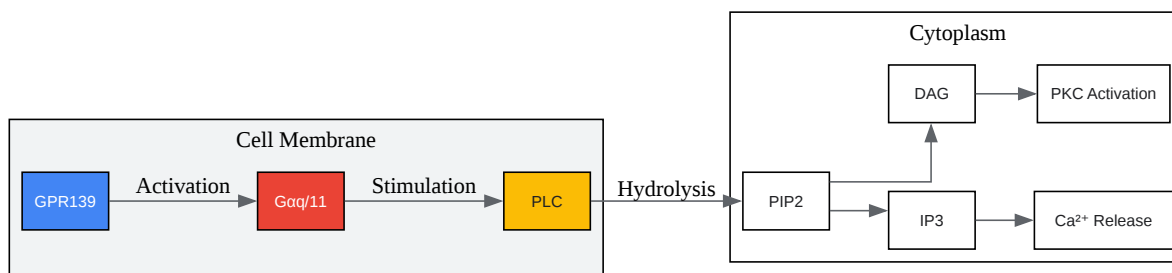 Cell Membrane
GPR139
Activation
Gαq/11
Stimulation
PLC
Hydrolysis
Cytoplasm
PIP2
DAG
PKC Activation
IP3
Ca²⁺ Release